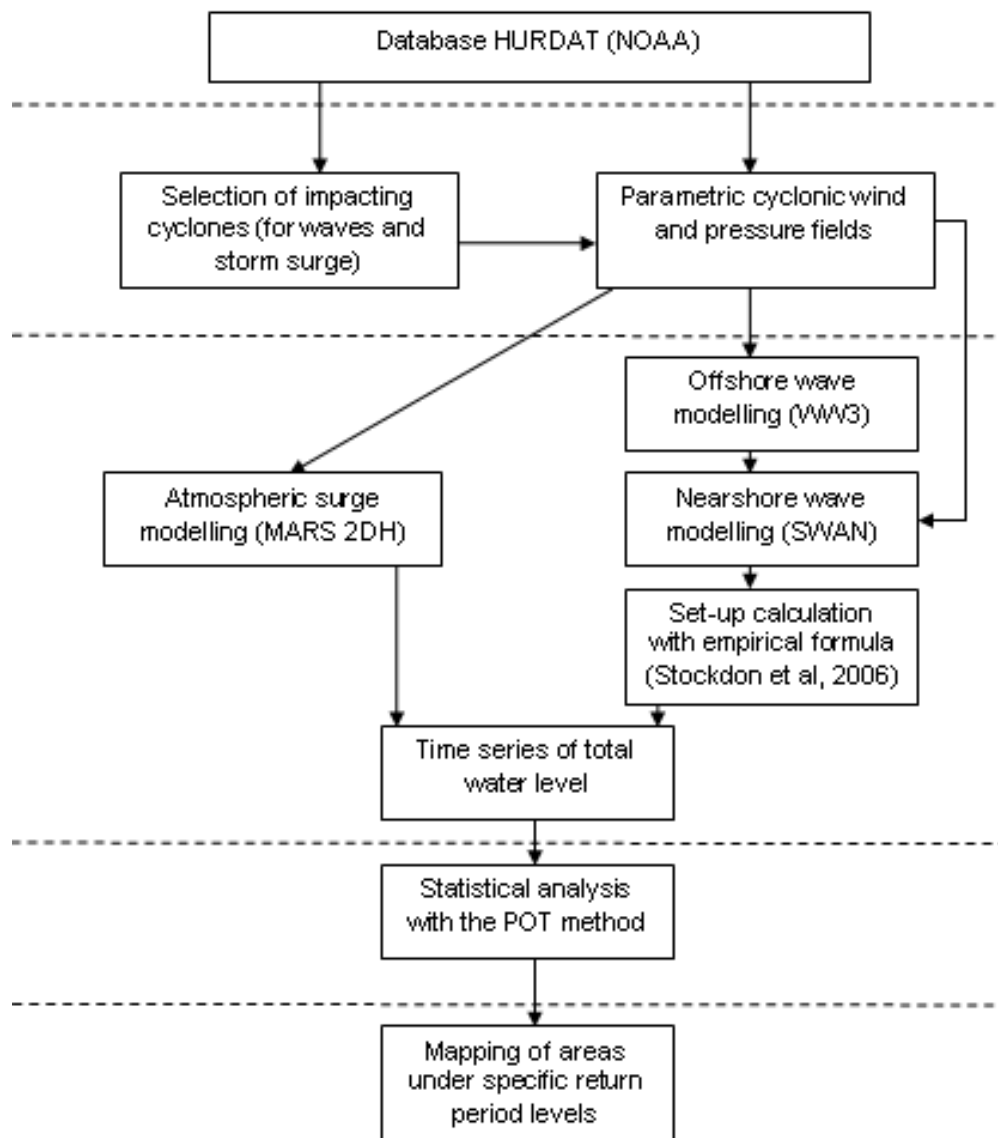 Database HURDAT (NOAA)
Selection of impacting
cyclones (for waves and
storm surge)
Parametric cyclonic wind
and pressure fields
Offshore wave
modelling (WW3)
Atmospheric surge
modelling (MARS 2DH)
Nearshore wave
modelling (SWAN)
Set-up calculation
with empirical formula
(Stockdon et al, 2006)
Time series of total
water level
Statistical analysis
with the POT method
Mapping of areas
under specific return
period levels